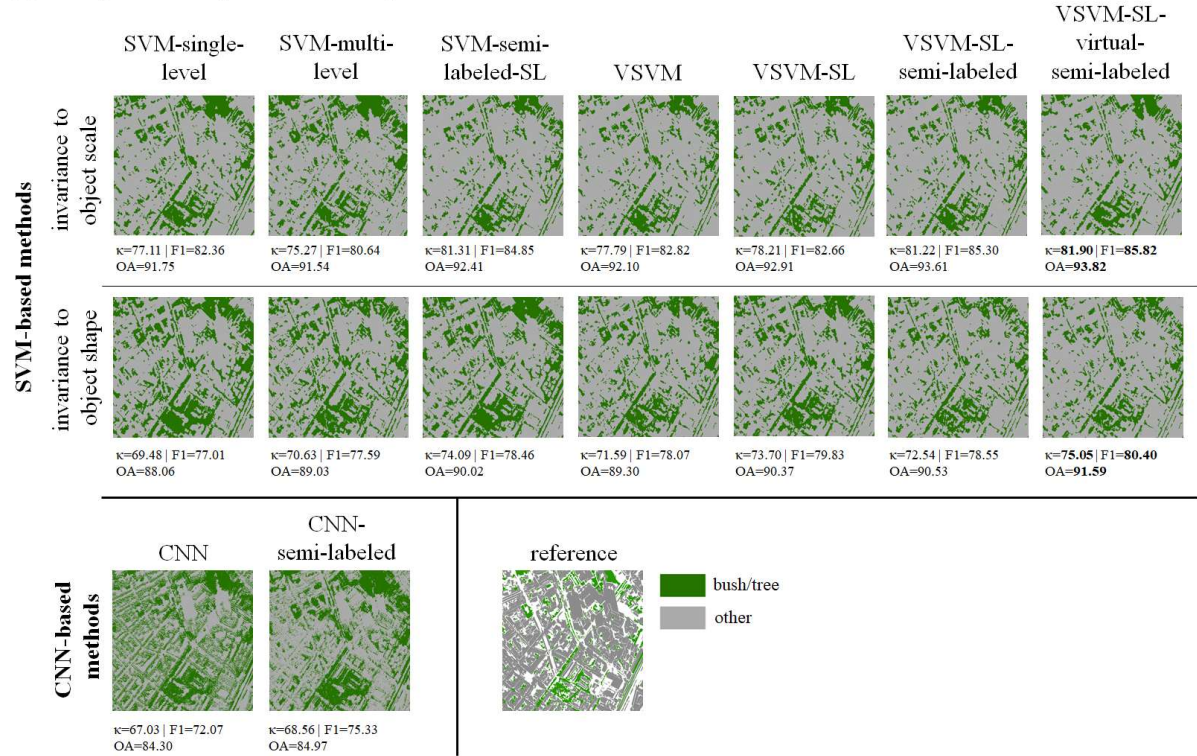 SVM-single-
level
SVM-multi-
level
SVM-semi-
labeled-SL
VSVM
VSVM-SL
VSVM-SL-
semi-labeled
VSVM-SL-
virtual-
semi-labeled
SVM-based methods
invariance to
object scale
κ=77.11 | F1=82.36
OA=91.75
κ=75.27 | F1=80.64
OA=91.54
κ=81.31 | F1=84.85
OA=92.41
κ=77.79 | F1=82.82
OA=92.10
κ=78.21 | F1=82.66
OA=92.91
κ=81.22 | F1=85.30
OA=93.61
κ=81.90 | F1=85.82
OA=93.82
invariance to
object shape
κ=69.48 | F1=77.01
OA=88.06
κ=70.63 | F1=77.59
OA=89.03
κ=74.09 | F1=78.46
OA=90.02
κ=71.59 | F1=78.07
OA=89.30
κ=73.70 | F1=79.83
OA=90.37
κ=72.54 | F1=78.55
OA=90.53
κ=75.05 | F1=80.40
OA=91.59
CNN-based
methods
CNN
CNN-
semi-labeled
κ=67.03 | F1=72.07
OA=84.30
κ=68.56 | F1=75.33
OA=84.97
reference
bush/tree
other